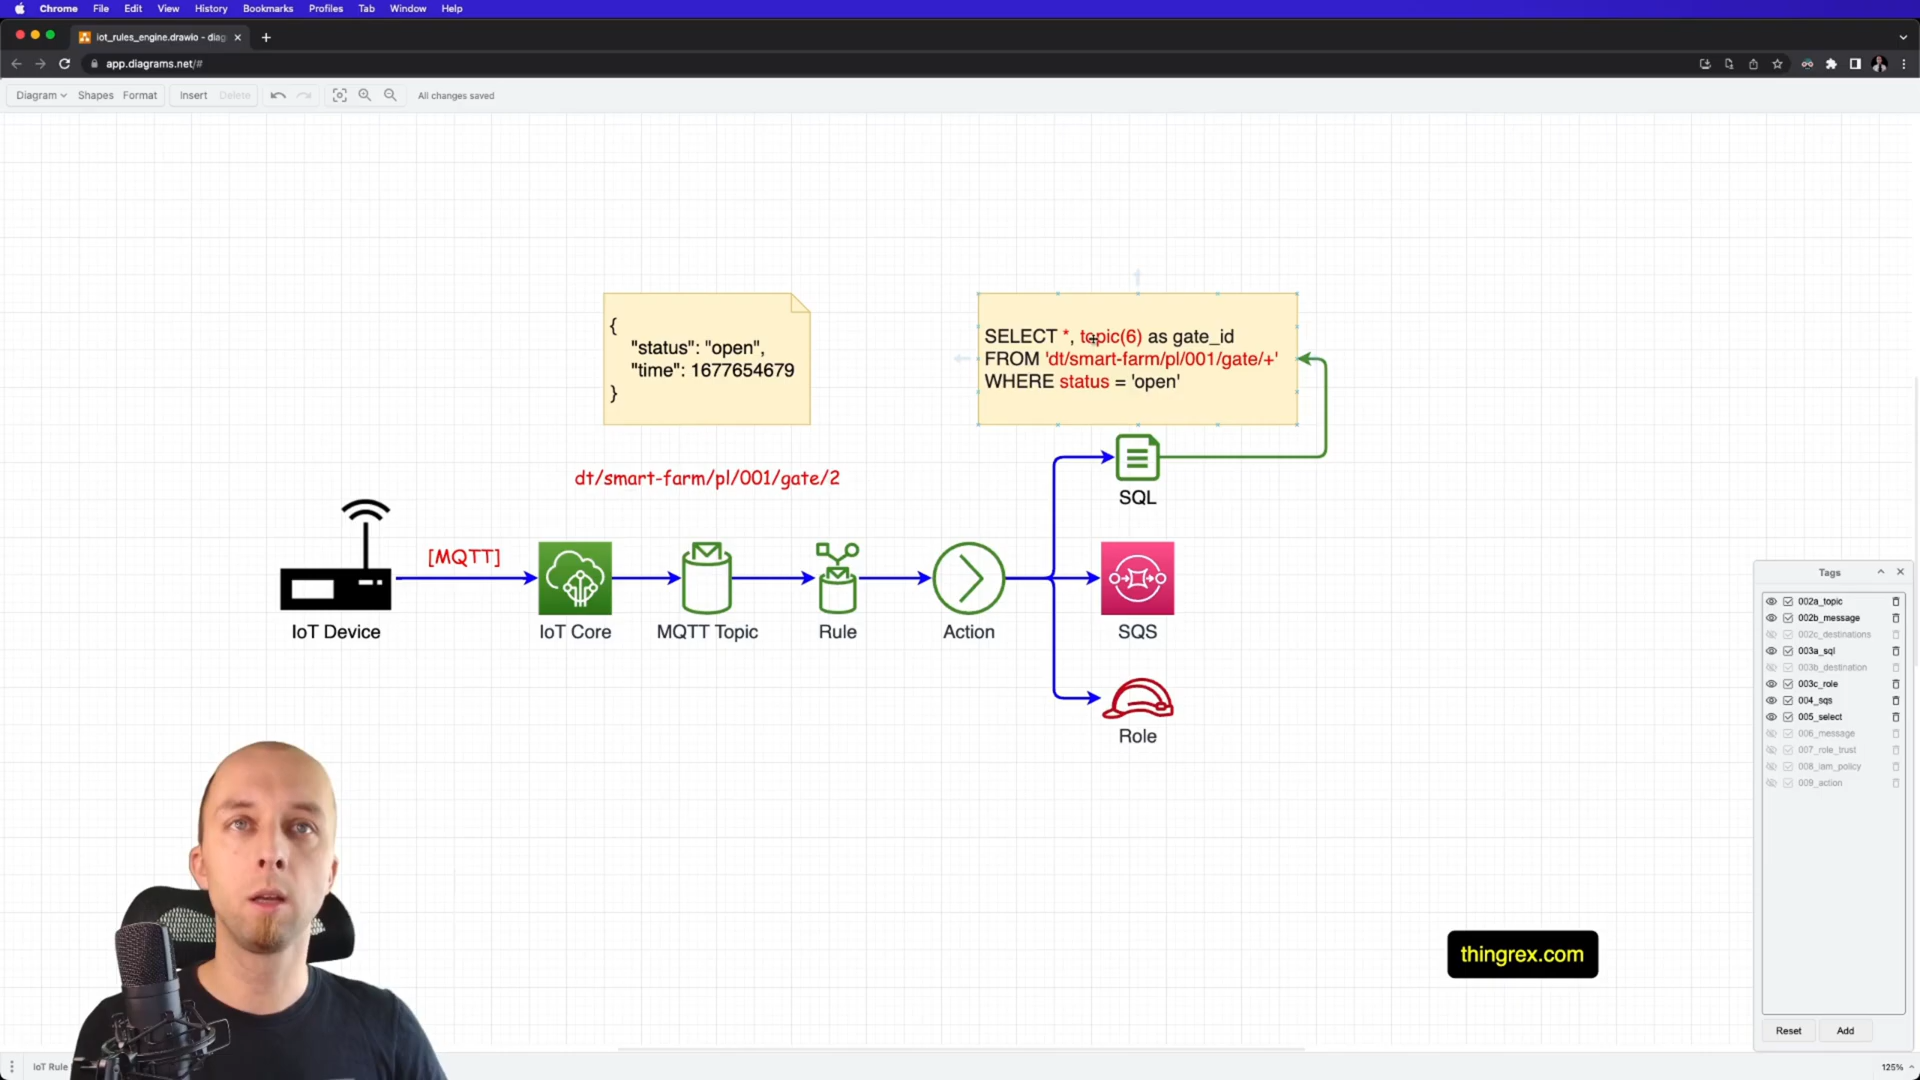 Chrome File Edit View History Bookmarks Profiles Tab Window Help
iot_rules_engine.drawio - diag
app.diagrams.net/#
Diagram Shapes Format Insert Delete All changes saved
{
"status": "open",
"time": 1677654679
}
SELECT *, topic(6) as gate_id
FROM 'dt/smart-farm/pl/001/gate/+'
WHERE status = 'open'
dt/smart-farm/pl/001/gate/2
SQL
[MQTT]
IoT Device
IoT Core
MQTT Topic
Rule
Action
SQS
Role
Tags
002a_topic
002b_message
002c_destinations
003a_sql
003b_destination
003c_role
004_sqs
005_select
006_message
007_role_trust
008_iam_policy
009_action
thingrex.com
Reset Add
IoT Rule
125%